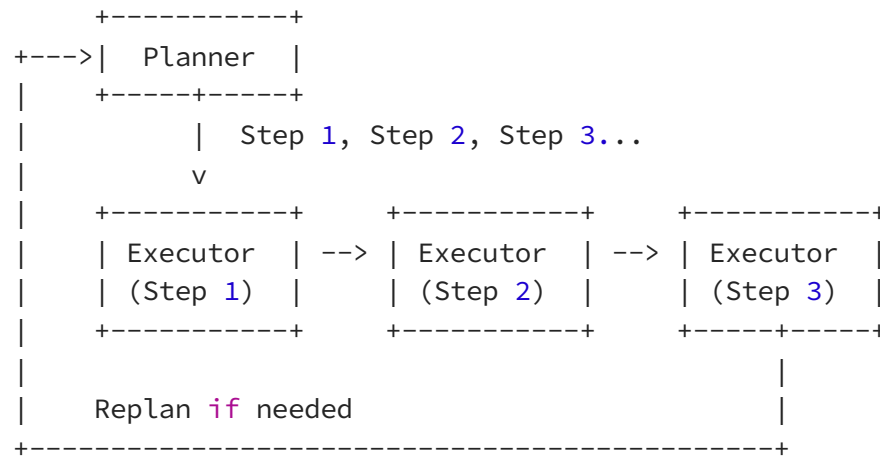 Planner
Step 1, Step 2, Step 3...
v
Executor --> Executor --> Executor
(Step 1) (Step 2) (Step 3)
Replan if needed